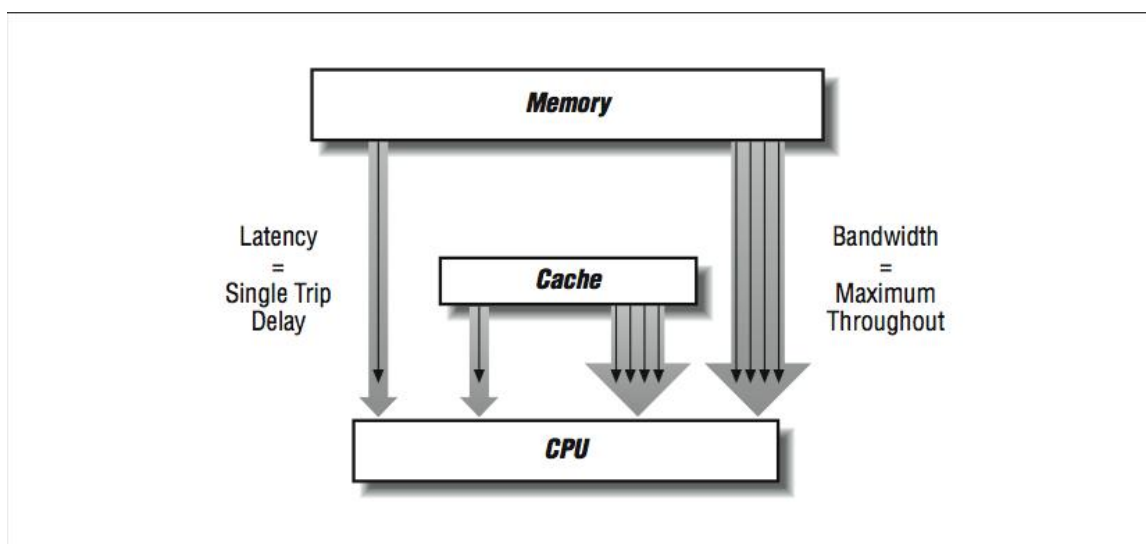 Memory
Latency
=
Single Trip
Delay
Bandwidth
=
Maximum
Throughout
Cache
CPU